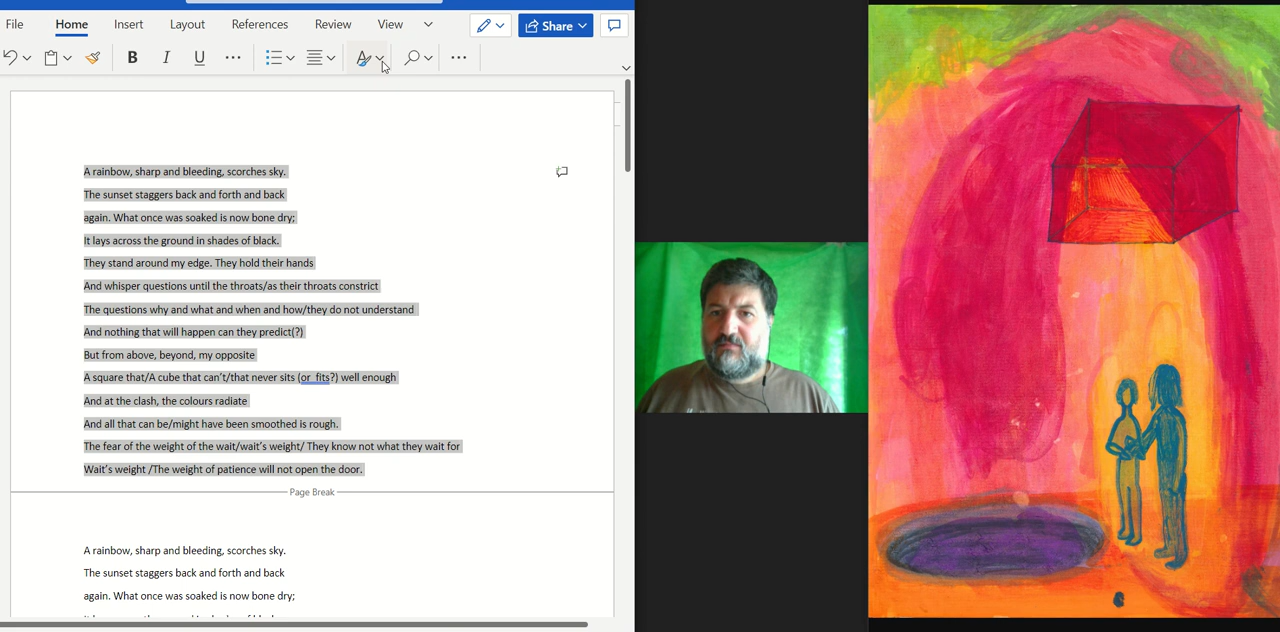 File Home Insert Layout References Review View Share
B I U
A rainbow, sharp and bleeding, scorches sky.
The sunset staggers back and forth and back
again. What once was soaked is now bone dry;
It lays across the ground in shades of black.
They stand around my edge. They hold their hands
And whisper questions until the throats/as their throats constrict
The questions why and what and when and how/they do not understand
And nothing that will happen can they predict(?)
But from above, beyond, my opposite
A square that/A cube that can't/that never sits (or  fits?) well enough
And at the clash, the colours radiate
And all that can be/might have been smoothed is rough.
The fear of the weight of the wait/wait's weight/ They know not what they wait for
Wait's weight /The weight of patience will not open the door.
Page Break
A rainbow, sharp and bleeding, scorches sky.
The sunset staggers back and forth and back
again. What once was soaked is now bone dry;